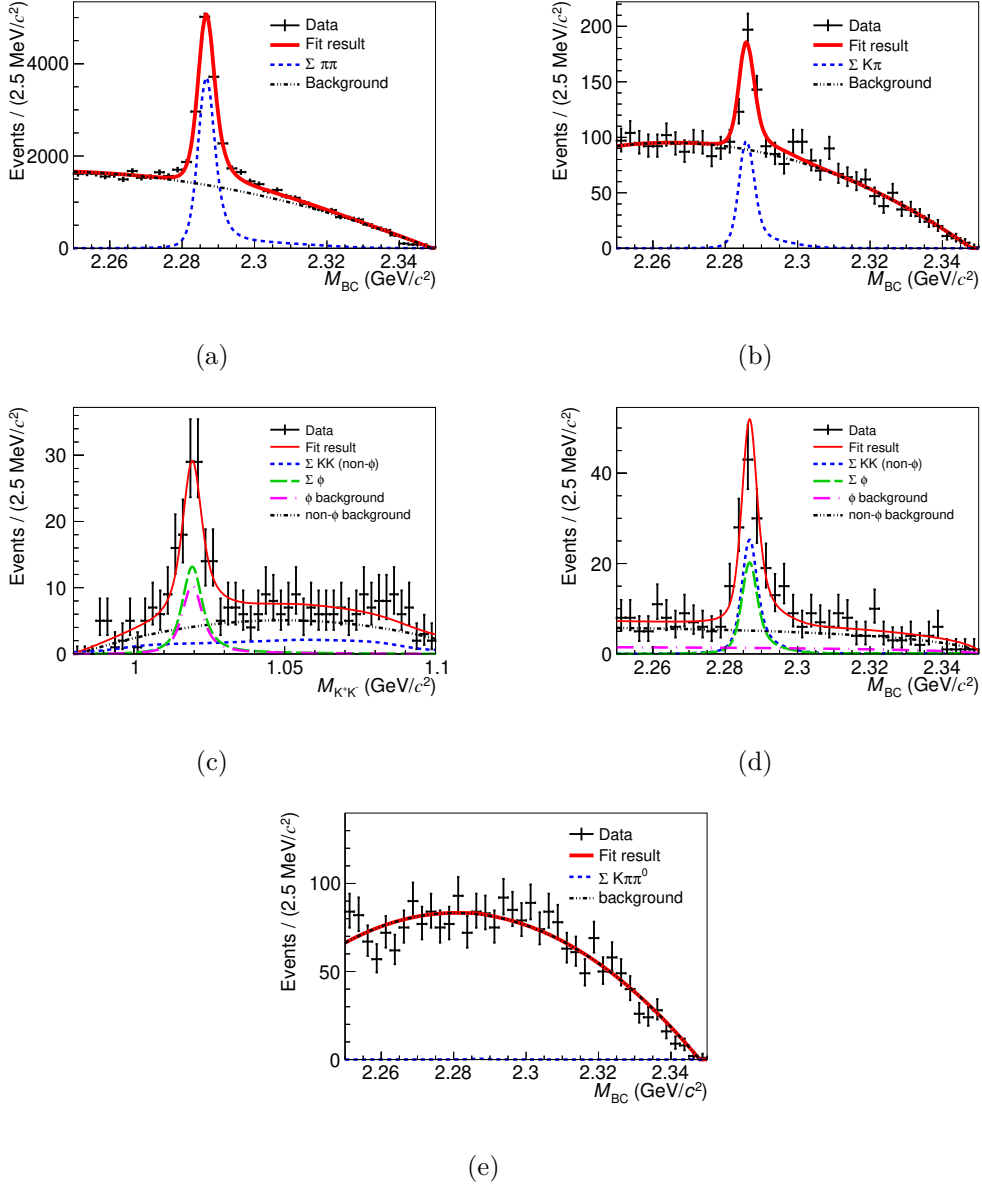 Events / (2.5 MeV/c²)
4000
2000
0
Data
Fit result
Σ ππ
Background
2.26 2.28 2.3 2.32 2.34
M_BC (GeV/c²)
(a)
Events / (2.5 MeV/c²)
200
150
100
50
0
Data
Fit result
Σ Kπ
Background
2.26 2.28 2.3 2.32 2.34
M_BC (GeV/c²)
(b)
Events / (2.5 MeV/c²)
30
20
10
0
Data
Fit result
Σ KK (non-ϕ)
Σ ϕ
ϕ background
non-ϕ background
1 1.05 1.1
M_K⁺K⁻ (GeV/c²)
(c)
Events / (2.5 MeV/c²)
40
20
0
Data
Fit result
Σ KK (non-ϕ)
Σ ϕ
ϕ background
non-ϕ background
2.26 2.28 2.3 2.32 2.34
M_BC (GeV/c²)
(d)
Events / (2.5 MeV/c²)
100
50
0
Data
Fit result
Σ Kππ⁰
background
2.26 2.28 2.3 2.32 2.34
M_BC (GeV/c²)
(e)